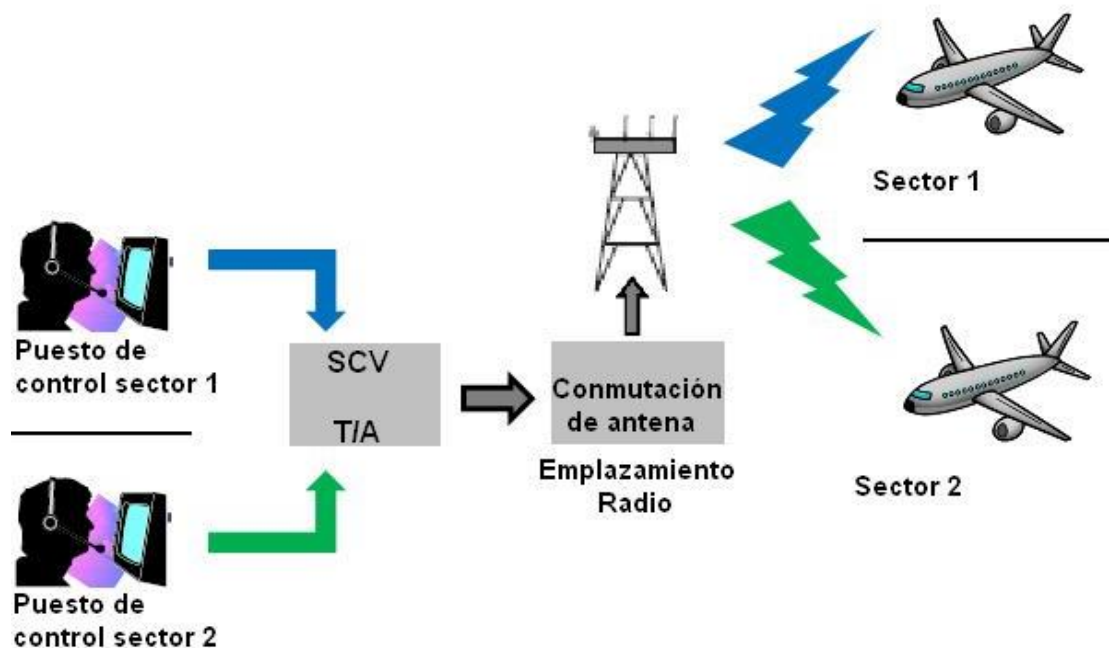 Sector 1
Puesto de
control sector 1
SCV
T/A
Conmutación
de antena
Emplazamiento
Radio
Sector 2
Puesto de
control sector 2